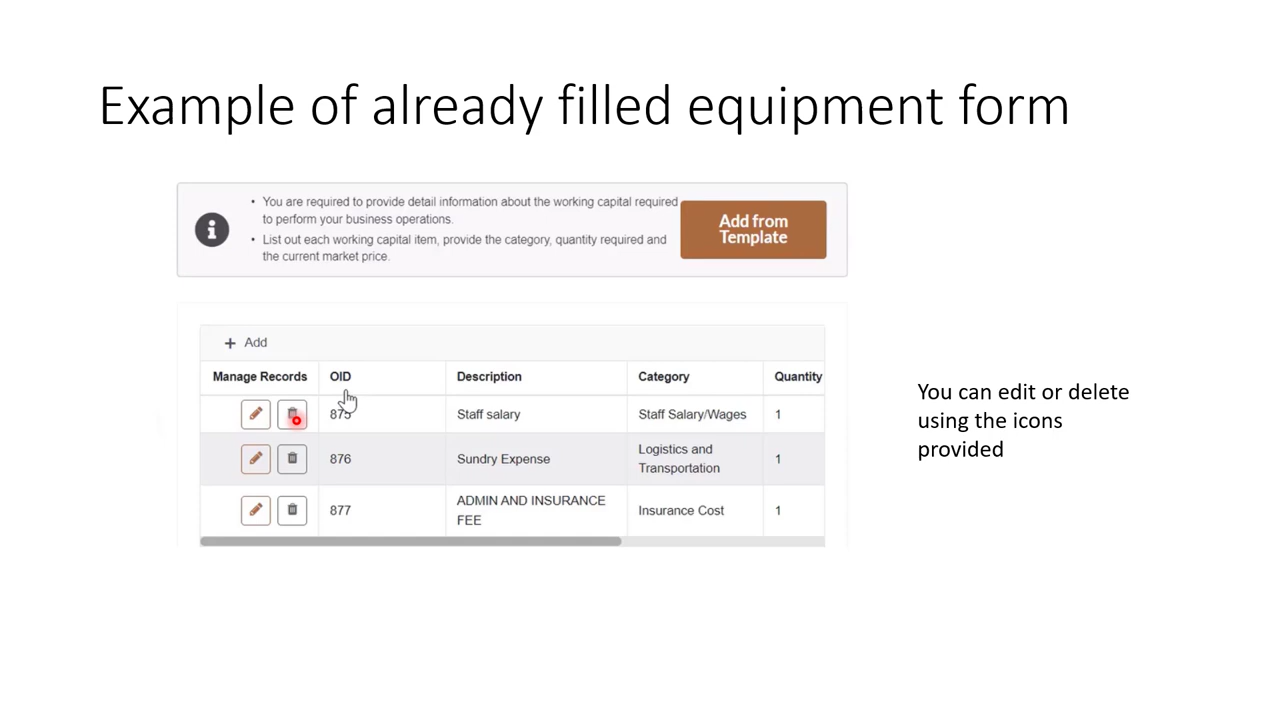 Example of already filled equipment form
• You are required to provide detail information about the working capital required
to perform your business operations.
• List out each working capital item, provide the category, quantity required and
the current market price.
Add from
Template
+ Add
Manage Records OID Description Category Quantity
Staff salary Staff Salary/Wages 1
876 Sundry Expense Logistics and
Transportation 1
877 ADMIN AND INSURANCE
FEE Insurance Cost 1
You can edit or delete
using the icons
provided